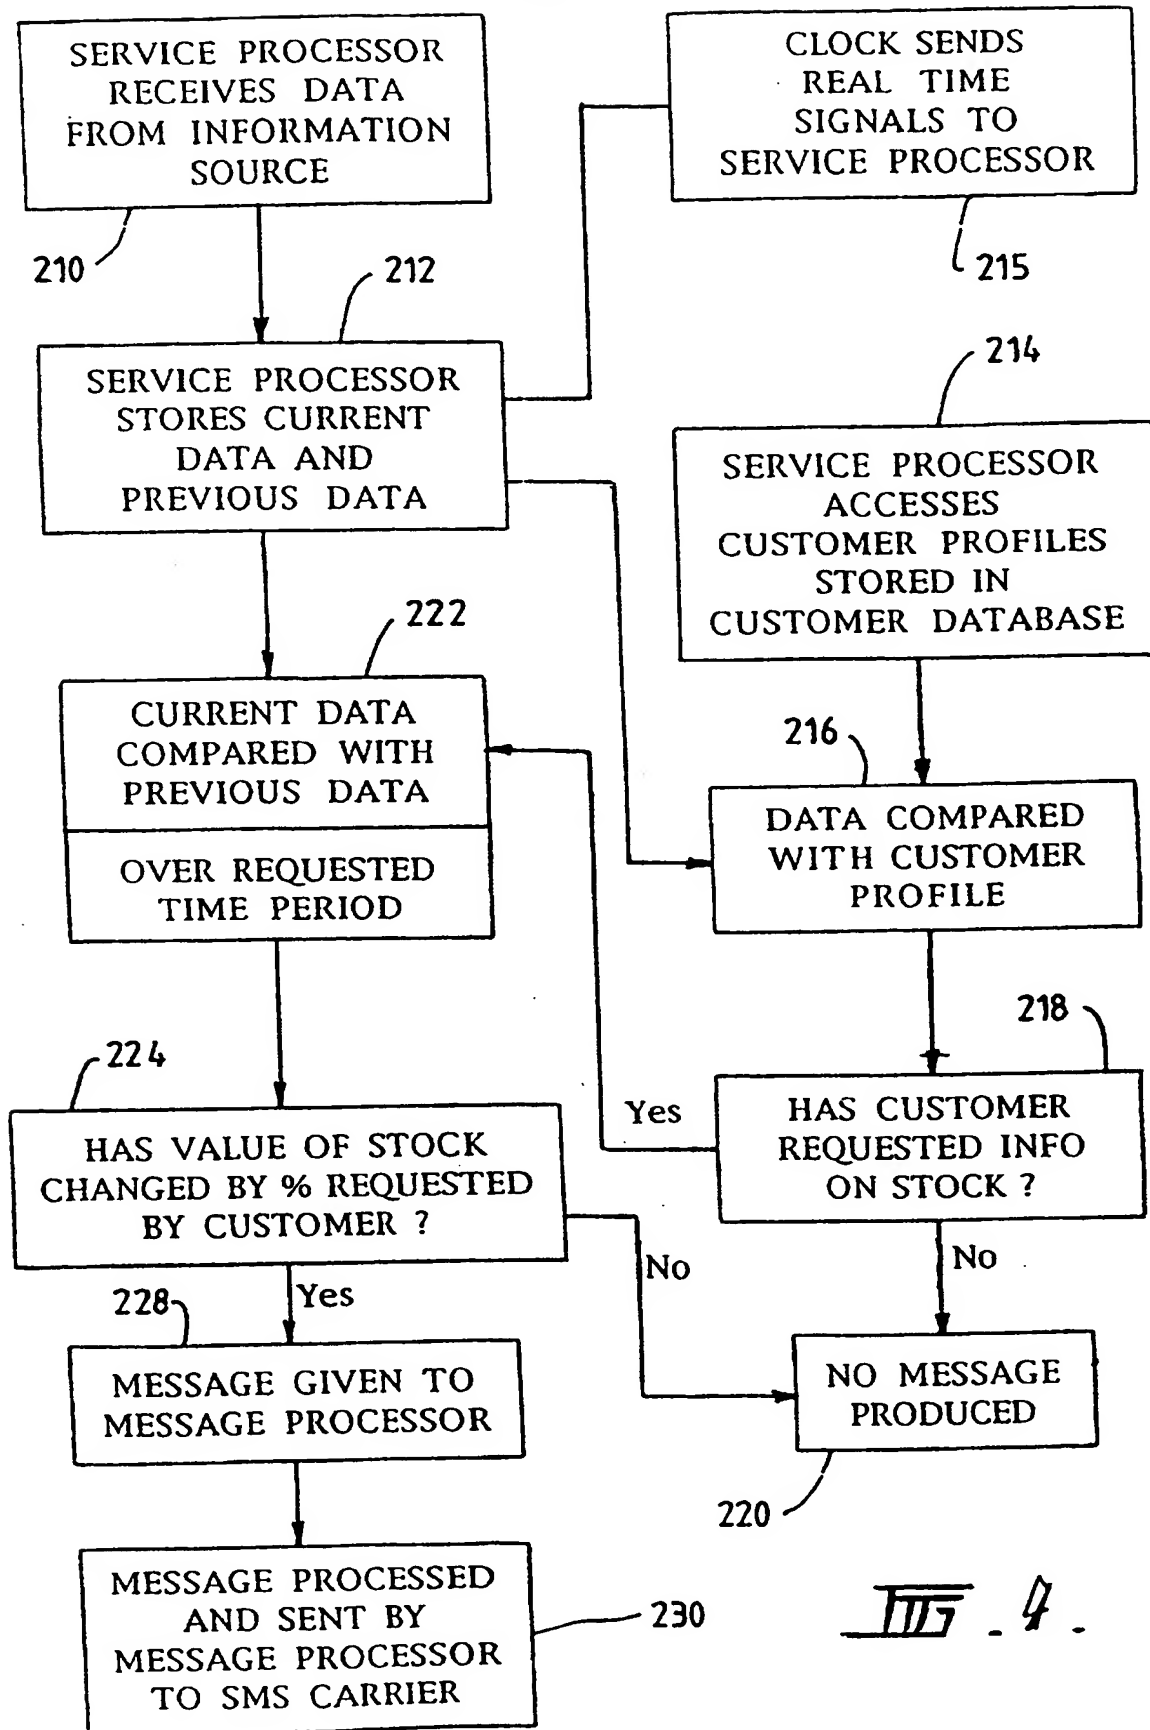 SERVICE PROCESSOR
RECEIVES DATA
FROM INFORMATION
SOURCE
210
CLOCK SENDS
REAL TIME
SIGNALS TO
SERVICE PROCESSOR
215
212
SERVICE PROCESSOR
STORES CURRENT
DATA AND
PREVIOUS DATA
214
SERVICE PROCESSOR
ACCESSES
CUSTOMER PROFILES
STORED IN
CUSTOMER DATABASE
222
CURRENT DATA
COMPARED WITH
PREVIOUS DATA
OVER REQUESTED
TIME PERIOD
216
DATA COMPARED
WITH CUSTOMER
PROFILE
218
HAS CUSTOMER
REQUESTED INFO
ON STOCK ?
Yes
No
224
HAS VALUE OF STOCK
CHANGED BY % REQUESTED
BY CUSTOMER ?
No
Yes
228
MESSAGE GIVEN TO
MESSAGE PROCESSOR
NO MESSAGE
PRODUCED
220
MESSAGE PROCESSED
AND SENT BY
MESSAGE PROCESSOR
TO SMS CARRIER
230
FIG